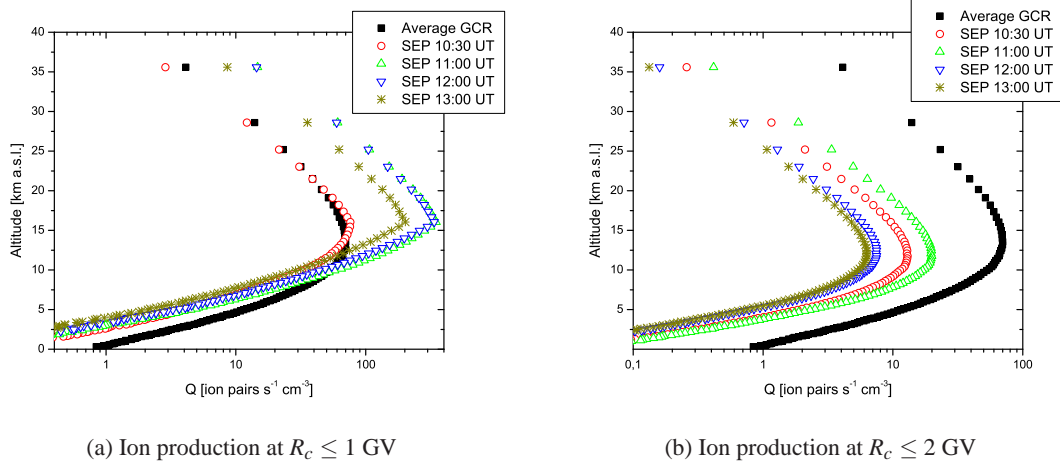 Average GCR
SEP 10:30 UT
SEP 11:00 UT
SEP 12:00 UT
SEP 13:00 UT
40
35
30
25
20
15
10
5
0
Altitude [km a.s.l.]
1
10
100
Q [ion pairs s⁻¹ cm⁻³]
(a) Ion production at R_c ≤ 1 GV
Average GCR
SEP 10:30 UT
SEP 11:00 UT
SEP 12:00 UT
SEP 13:00 UT
40
35
30
25
20
15
10
5
0
Altitude [km a.s.l.]
0,1
1
10
100
Q [ion pairs s⁻¹ cm⁻³]
(b) Ion production at R_c ≤ 2 GV